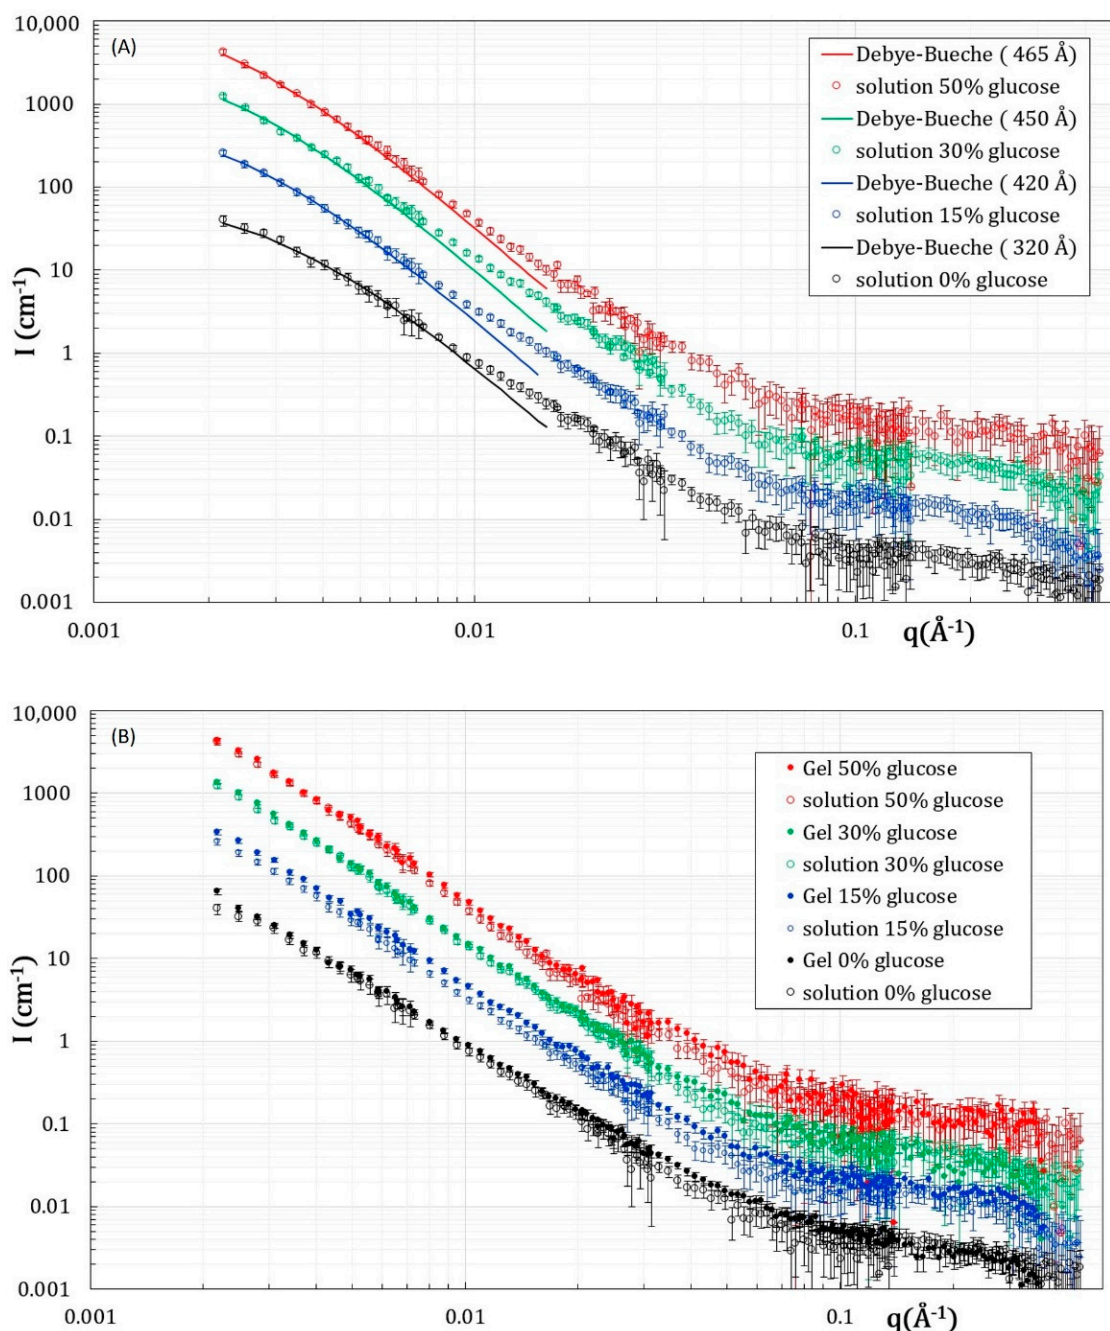 (A)
10,000
1000
100
10
1
0.1
0.01
0.001
I (cm-1)
Debye-Bueche ( 465 Å)
solution 50% glucose
Debye-Bueche ( 450 Å)
solution 30% glucose
Debye-Bueche ( 420 Å)
solution 15% glucose
Debye-Bueche ( 320 Å)
solution 0% glucose
0.001
0.01
0.1
q(Å-1)
(B)
10,000
1000
100
10
1
0.1
0.01
0.001
I (cm-1)
Gel 50% glucose
solution 50% glucose
Gel 30% glucose
solution 30% glucose
Gel 15% glucose
solution 15% glucose
Gel 0% glucose
solution 0% glucose
0.001
0.01
0.1
q(Å-1)